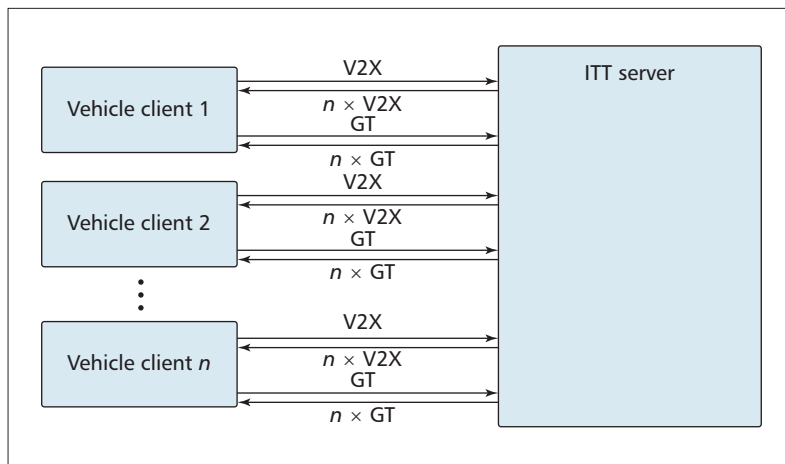 V2X
ITT server
Vehicle client 1
n × V2X
GT
n × GT
V2X
Vehicle client 2
n × V2X
GT
n × GT
V2X
Vehicle client n
n × V2X
GT
n × GT